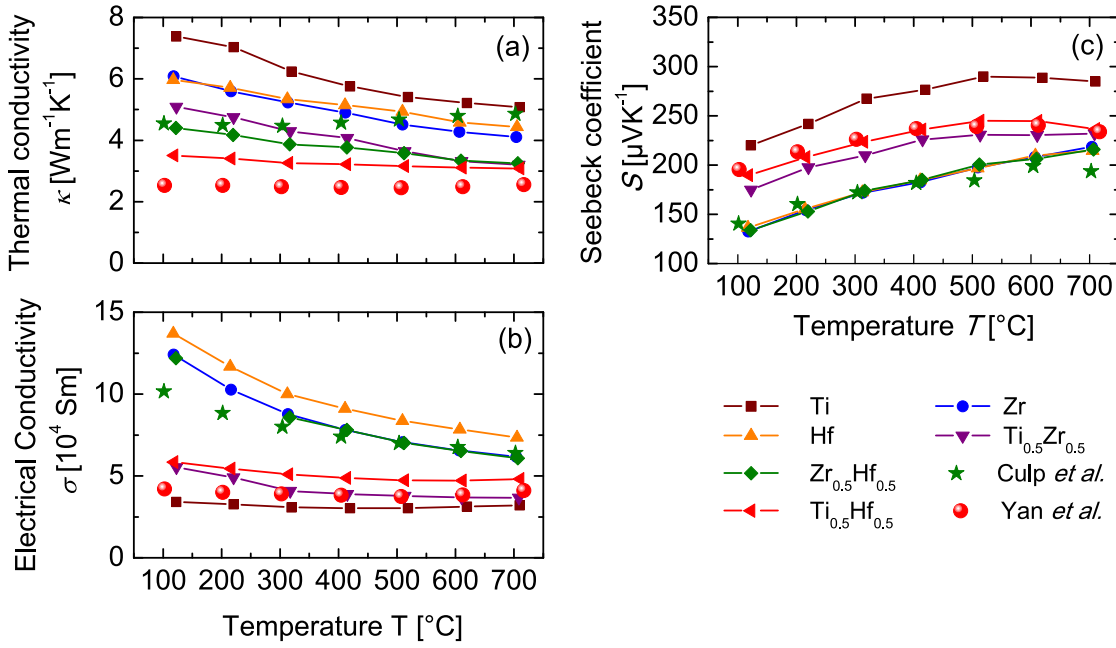 (a)
Thermal conductivity
κ [Wm⁻¹K⁻¹]
8
6
4
2
0
(b)
Electrical Conductivity
σ [10⁴ Sm]
15
10
5
0
100 200 300 400 500 600 700
Temperature T [°C]
(c)
Seebeck coefficient
S [µVK⁻¹]
350
300
250
200
150
100
100 200 300 400 500 600 700
Temperature T [°C]
Ti
Zr
Hf
Ti₀.₅Zr₀.₅
Zr₀.₅Hf₀.₅
Culp et al.
Ti₀.₅Hf₀.₅
Yan et al.